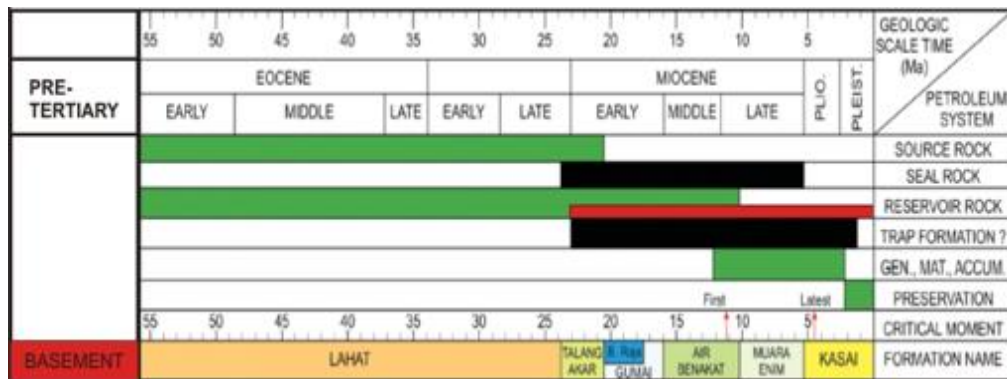 55 50 45 40 35 30 25 20 15 10 5
GEOLOGIC
SCALE TIME
(Ma)
PETROLEUM
SYSTEM
PRE-
TERTIARY
EOCENE MIOCENE PLIO. PLEIST.
EARLY MIDDLE LATE EARLY LATE EARLY MIDDLE LATE
SOURCE ROCK
SEAL ROCK
RESERVOIR ROCK
TRAP FORMATION ?
GEN., MAT., ACCUM.
First Latest PRESERVATION
55 50 45 40 35 30 25 20 15 10 5
CRITICAL MOMENT
BASEMENT LAHAT TALANG
AKAR
GUMAI
AIR
BENAKAT
MUARA
ENIM
KASAI FORMATION NAME